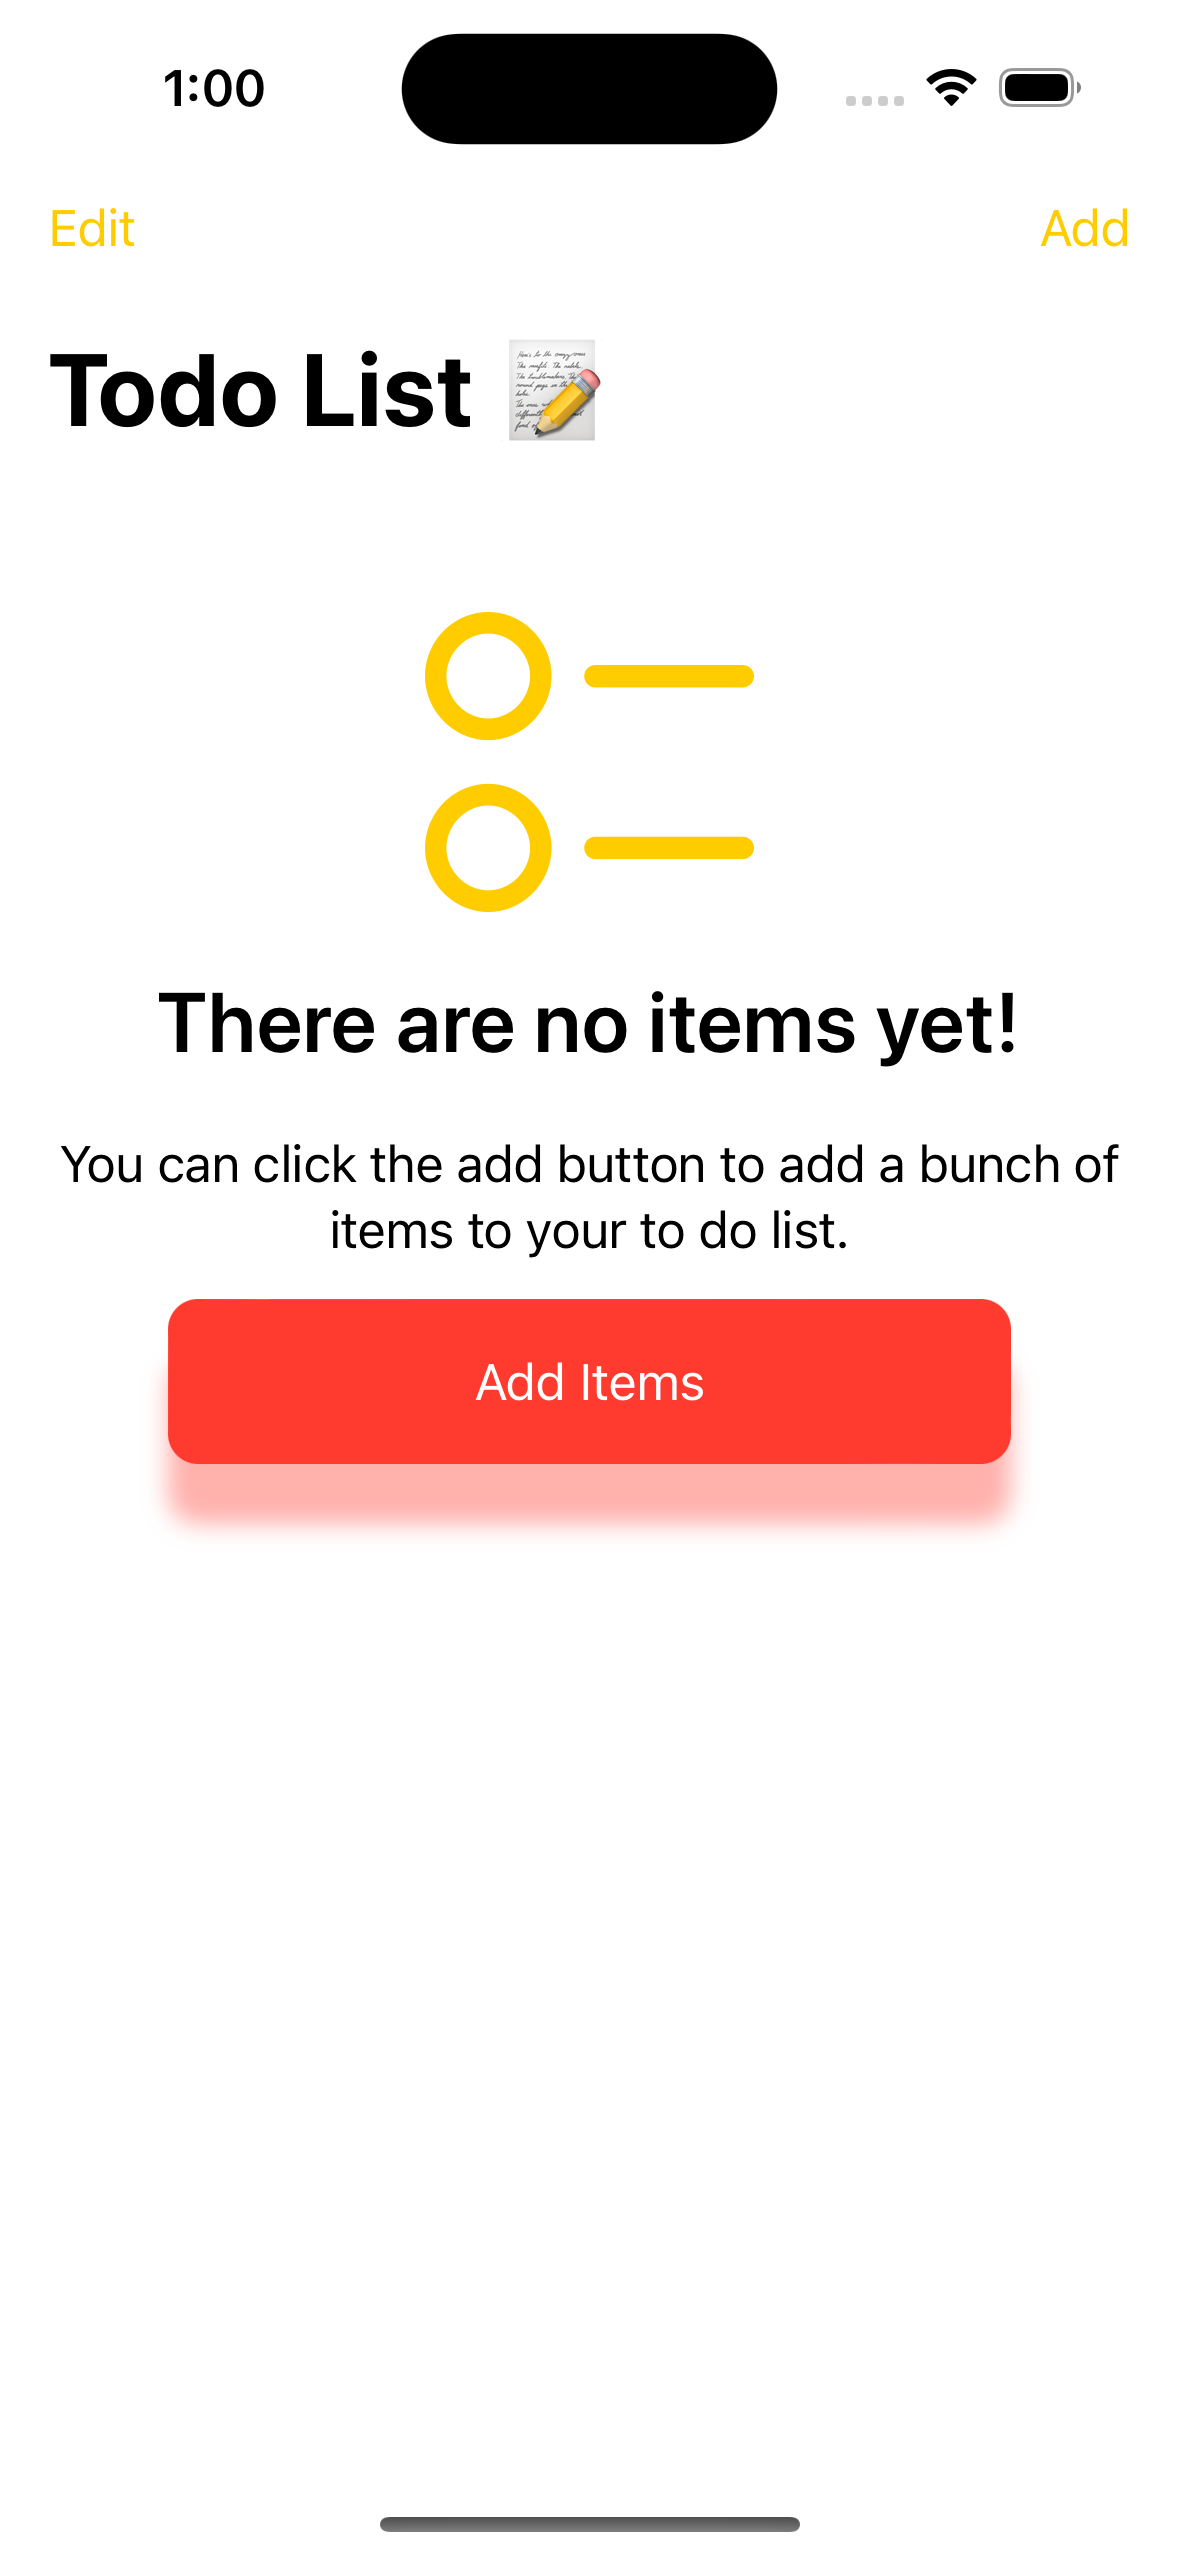 1:00
Edit
Add
Todo List 📝
There are no items yet!
You can click the add button to add a bunch of
items to your to do list.
Add Items